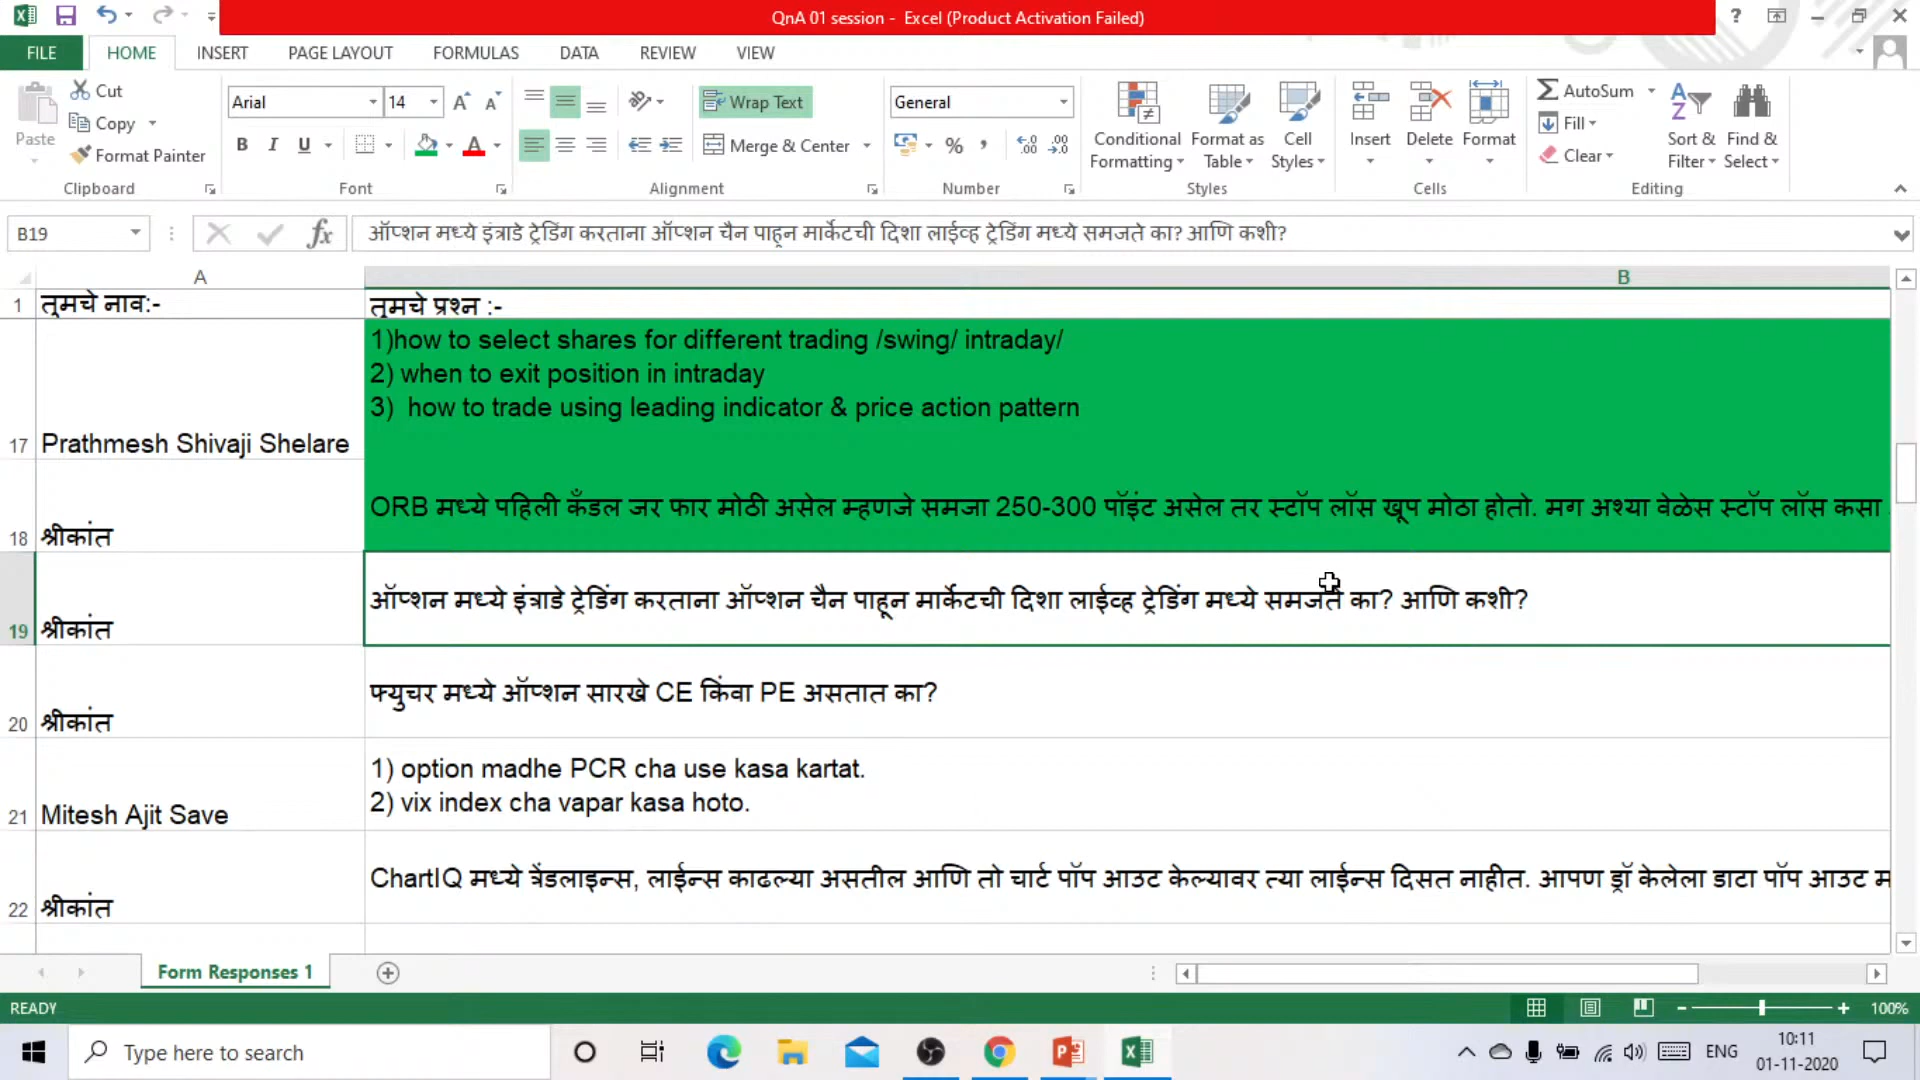 QnA 01 session - Excel (Product Activation Failed)
FILE HOME INSERT PAGE LAYOUT FORMULAS DATA REVIEW VIEW
Cut
Copy
Format Painter
Paste
Clipboard
Arial 14
B I U
Font
Wrap Text
Merge & Center
Alignment
General
Number
Conditional Formatting
Format as Table
Cell Styles
Styles
Insert Delete Format
Cells
AutoSum
Fill
Clear
Sort & Filter
Find & Select
Editing
B19 fx ऑप्शन मध्ये इंत्राडे ट्रेडिंग करताना ऑप्शन चैन पाहून मार्केटची दिशा लाईव्ह ट्रेडिंग मध्ये समजते का? आणि कशी?
A B
1 तुमचे नाव:- तुमचे प्रश्न :-
1)how to select shares for different trading /swing/ intraday/
2) when to exit position in intraday
3) how to trade using leading indicator & price action pattern
17 Prathmesh Shivaji Shelare
ORB मध्ये पहिली कँडल जर फार मोठी असेल म्हणजे समजा 250-300 पॉइंट असेल तर स्टॉप लॉस खूप मोठा होतो. मग अश्या वेळेस स्टॉप लॉस कसा
18 श्रीकांत
ऑप्शन मध्ये इंत्राडे ट्रेडिंग करताना ऑप्शन चैन पाहून मार्केटची दिशा लाईव्ह ट्रेडिंग मध्ये समजते का? आणि कशी?
19 श्रीकांत
फ्युचर मध्ये ऑप्शन सारखे CE किंवा PE असतात का?
20 श्रीकांत
1) option madhe PCR cha use kasa kartat.
2) vix index cha vapar kasa hoto.
21 Mitesh Ajit Save
ChartIQ मध्ये त्रेंडलाइन्स, लाईन्स काढल्या असतील आणि तो चार्ट पॉप आउट केल्यावर त्या लाईन्स दिसत नाहीत. आपण ड्रॉ केलेला डाटा पॉप आउट म
22 श्रीकांत
Form Responses 1
READY 100%
Type here to search
ENG
10:11
01-11-2020